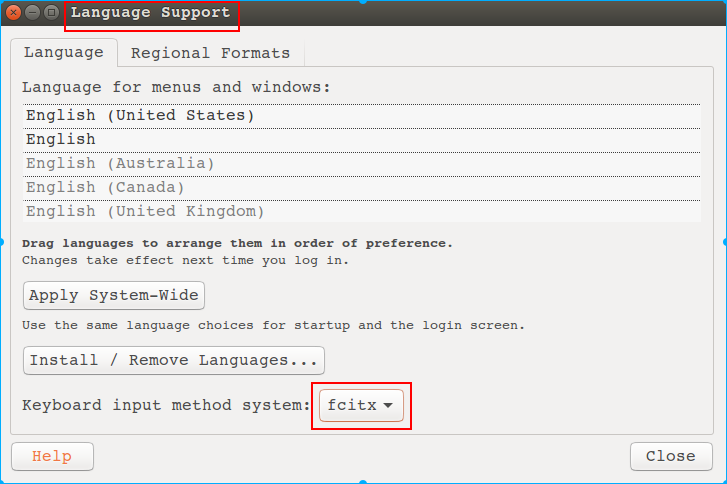 Language Support
Language Regional Formats
Language for menus and windows:
English (United States)
English
English (Australia)
English (Canada)
English (United Kingdom)
Drag languages to arrange them in order of preference.
Changes take effect next time you log in.
Apply System-Wide
Use the same language choices for startup and the login screen.
Install / Remove Languages...
Keyboard input method system: fcitx
Help Close